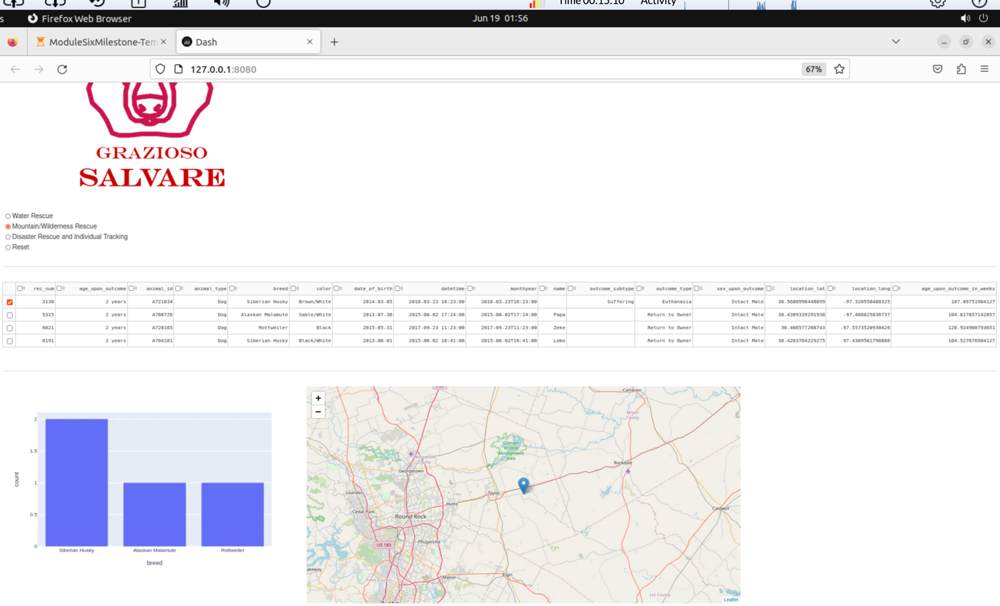 Time 00:15:10 Activity
s Firefox Web Browser Jun 19 01:56
ModuleSixMilestone-Tem Dash
127.0.0.1:8080 67%
GRAZIOSO
SALVARE
Water Rescue
Mountain/Wilderness Rescue
Disaster Rescue and Individual Tracking
Reset
rec_num age_upon_outcome animal_id animal_type breed color date_of_birth datetime monthyear name outcome_subtype outcome_type sex_upon_outcome location_lat location_long age_upon_outcome_in_weeks
3130 2 years A721834 Dog Siberian Husky Brown/White 2014-03-05 2016-03-23 16:23:00 2016-03-23T16:23:00 Suffering Euthanasia Intact Male 30.5680998448899 -97.320550480325 107.09751984127
5315 2 years A708726 Dog Alaskan Malamute Sable/White 2013-07-30 2015-08-02 17:24:00 2015-08-02T17:24:00 Papa Return to Owner Intact Male 30.4309339291938 -97.480825836737 104.817857142857
6021 2 years A728165 Dog Rottweiler Black 2015-05-31 2017-09-23 11:23:00 2017-09-23T11:23:00 Zeke Return to Owner Intact Male 30.466577208743 -97.5573520930426 120.924900793651
6191 2 years A704101 Dog Siberian Husky Black/White 2013-06-01 2015-06-02 16:41:00 2015-06-02T16:41:00 Lobo Return to Owner Intact Male 30.4263764229275 -97.4309581796886 104.527876984127
2
1.5
1
0.5
0
count
Siberian Husky Alaskan Malamute Rottweiler
breed
+
−
Cameron
Milam
County
Granger
Wildlife
Management
Area
Williamson
County
Georgetown
Rockdale
Leander
Taylor
Hutto
Cedar Park
Round Rock
Caldwell
US 183
Pflugerville
akeway
Manor
Elgin
Travis County
Lee County
Austin
Leaflet